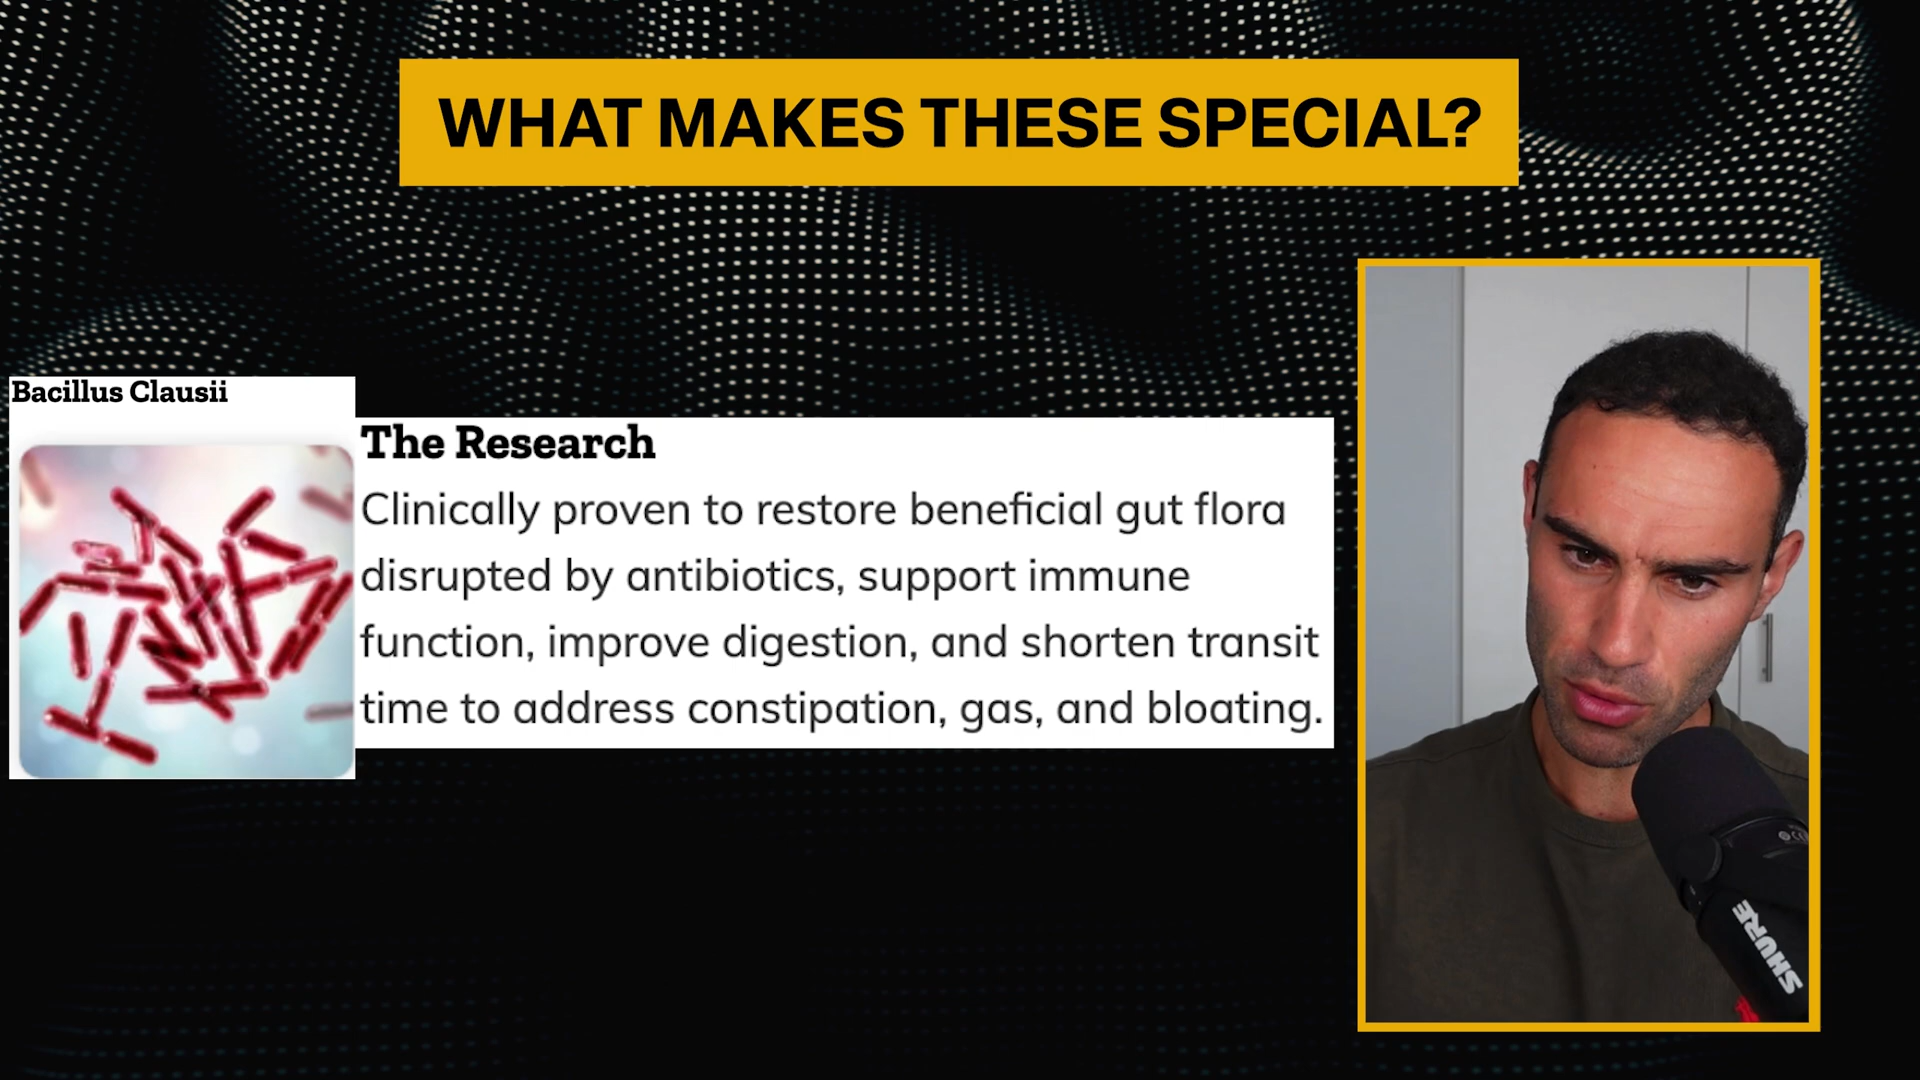 WHAT MAKES THESE SPECIAL?
Bacillus Clausii
The Research
Clinically proven to restore beneficial gut flora
disrupted by antibiotics, support immune
function, improve digestion, and shorten transit
time to address constipation, gas, and bloating.
SHURE